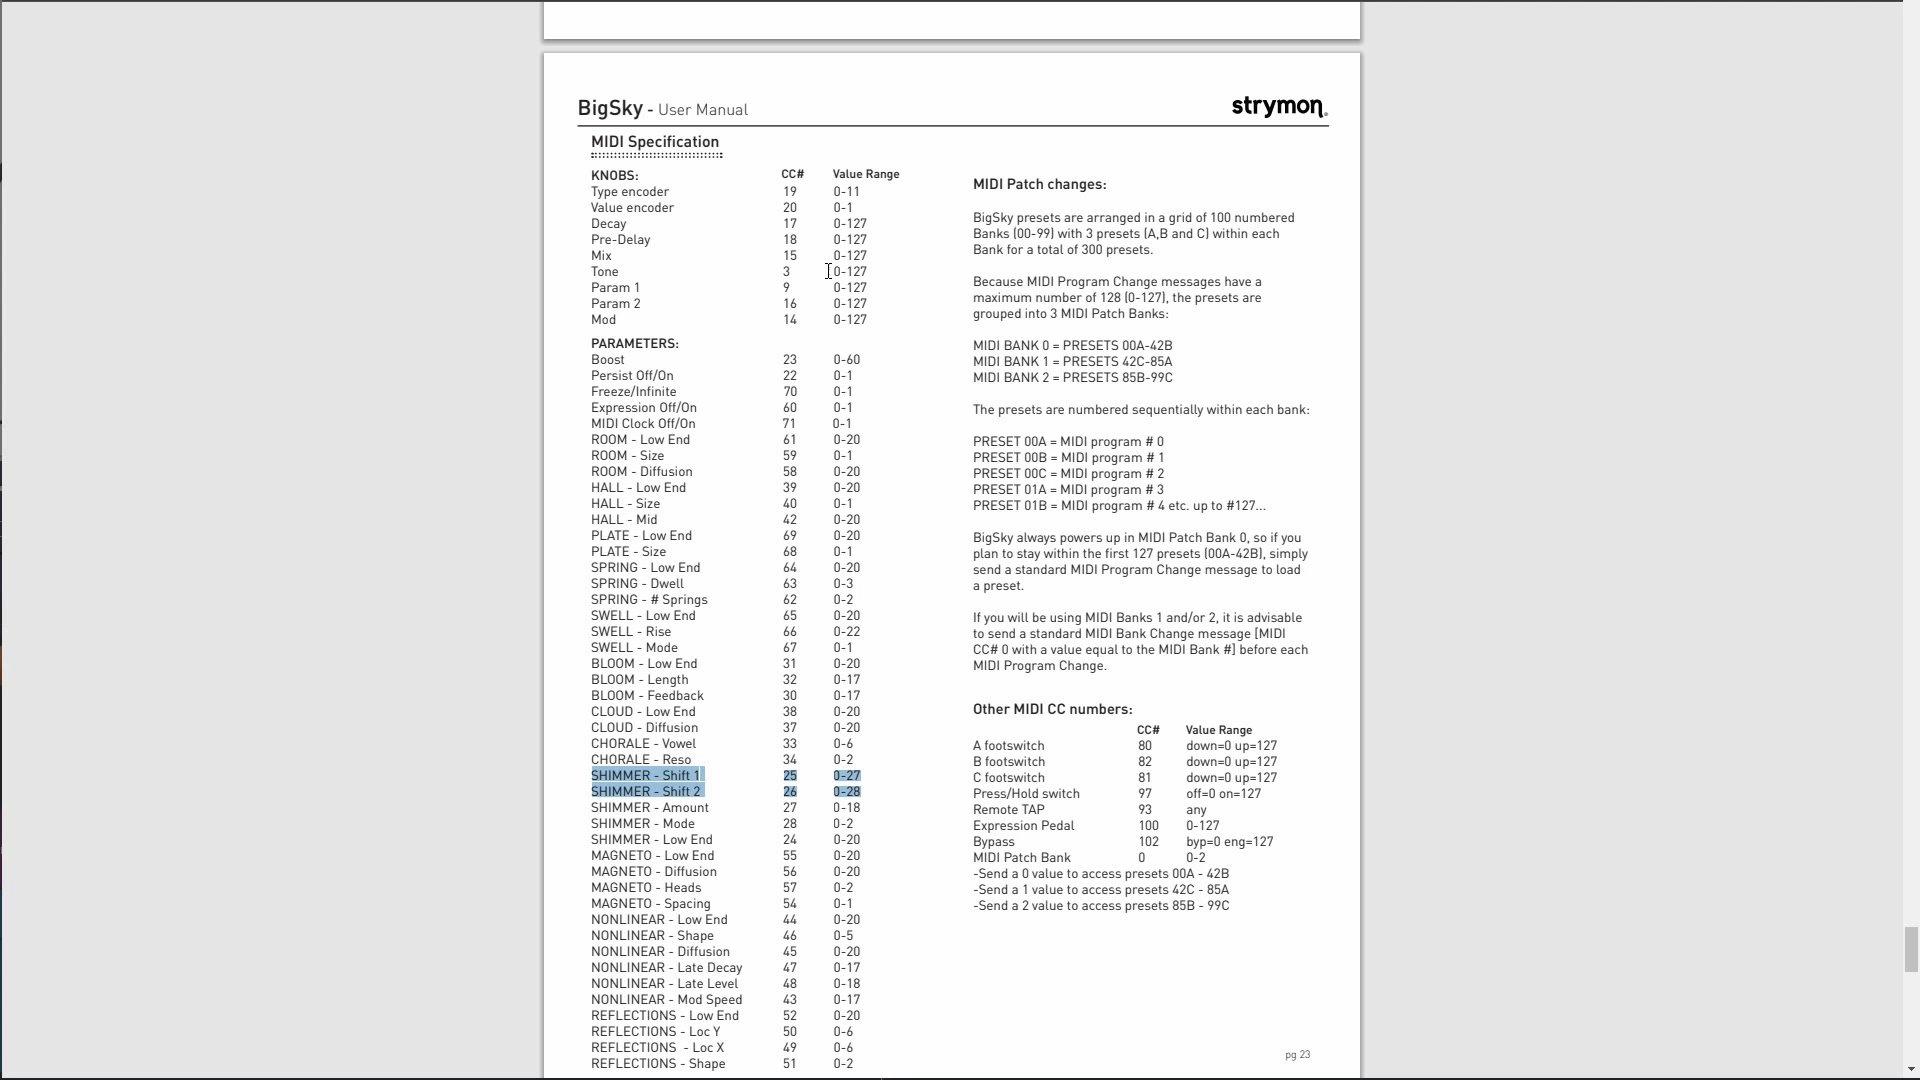 BigSky - User Manual
strymon
MIDI Specification
KNOBS: CC# Value Range
Type encoder 19 0-11
Value encoder 20 0-1
Decay 17 0-127
Pre-Delay 18 0-127
Mix 15 0-127
Tone 3 0-127
Param 1 9 0-127
Param 2 16 0-127
Mod 14 0-127
PARAMETERS:
Boost 23 0-60
Persist Off/On 22 0-1
Freeze/Infinite 70 0-1
Expression Off/On 60 0-1
MIDI Clock Off/On 71 0-1
ROOM - Low End 61 0-20
ROOM - Size 59 0-1
ROOM - Diffusion 58 0-20
HALL - Low End 39 0-20
HALL - Size 40 0-1
HALL - Mid 42 0-20
PLATE - Low End 69 0-20
PLATE - Size 68 0-1
SPRING - Low End 64 0-20
SPRING - Dwell 63 0-3
SPRING - # Springs 62 0-2
SWELL - Low End 65 0-20
SWELL - Rise 66 0-22
SWELL - Mode 67 0-1
BLOOM - Low End 31 0-20
BLOOM - Length 32 0-17
BLOOM - Feedback 30 0-17
CLOUD - Low End 38 0-20
CLOUD - Diffusion 37 0-20
CHORALE - Vowel 33 0-6
CHORALE - Reso 34 0-2
SHIMMER - Shift 1 25 0-27
SHIMMER - Shift 2 26 0-28
SHIMMER - Amount 27 0-18
SHIMMER - Mode 28 0-2
SHIMMER - Low End 24 0-20
MAGNETO - Low End 55 0-20
MAGNETO - Diffusion 56 0-20
MAGNETO - Heads 57 0-2
MAGNETO - Spacing 54 0-1
NONLINEAR - Low End 44 0-20
NONLINEAR - Shape 46 0-5
NONLINEAR - Diffusion 45 0-20
NONLINEAR - Late Decay 47 0-17
NONLINEAR - Late Level 48 0-18
NONLINEAR - Mod Speed 43 0-17
REFLECTIONS - Low End 52 0-20
REFLECTIONS - Loc Y 50 0-6
REFLECTIONS - Loc X 49 0-6
REFLECTIONS - Shape 51 0-2
MIDI Patch changes:
BigSky presets are arranged in a grid of 100 numbered
Banks (00-99) with 3 presets (A,B and C) within each
Bank for a total of 300 presets.
Because MIDI Program Change messages have a
maximum number of 128 (0-127), the presets are
grouped into 3 MIDI Patch Banks:
MIDI BANK 0 = PRESETS 00A-42B
MIDI BANK 1 = PRESETS 42C-85A
MIDI BANK 2 = PRESETS 85B-99C
The presets are numbered sequentially within each bank:
PRESET 00A = MIDI program # 0
PRESET 00B = MIDI program # 1
PRESET 00C = MIDI program # 2
PRESET 01A = MIDI program # 3
PRESET 01B = MIDI program # 4 etc. up to #127...
BigSky always powers up in MIDI Patch Bank 0, so if you
plan to stay within the first 127 presets (00A-42B), simply
send a standard MIDI Program Change message to load
a preset.
If you will be using MIDI Banks 1 and/or 2, it is advisable
to send a standard MIDI Bank Change message [MIDI
CC# 0 with a value equal to the MIDI Bank #] before each
MIDI Program Change.
Other MIDI CC numbers:
CC# Value Range
A footswitch 80 down=0 up=127
B footswitch 82 down=0 up=127
C footswitch 81 down=0 up=127
Press/Hold switch 97 off=0 on=127
Remote TAP 93 any
Expression Pedal 100 0-127
Bypass 102 byp=0 eng=127
MIDI Patch Bank 0 0-2
-Send a 0 value to access presets 00A - 42B
-Send a 1 value to access presets 42C - 85A
-Send a 2 value to access presets 85B - 99C
pg 23